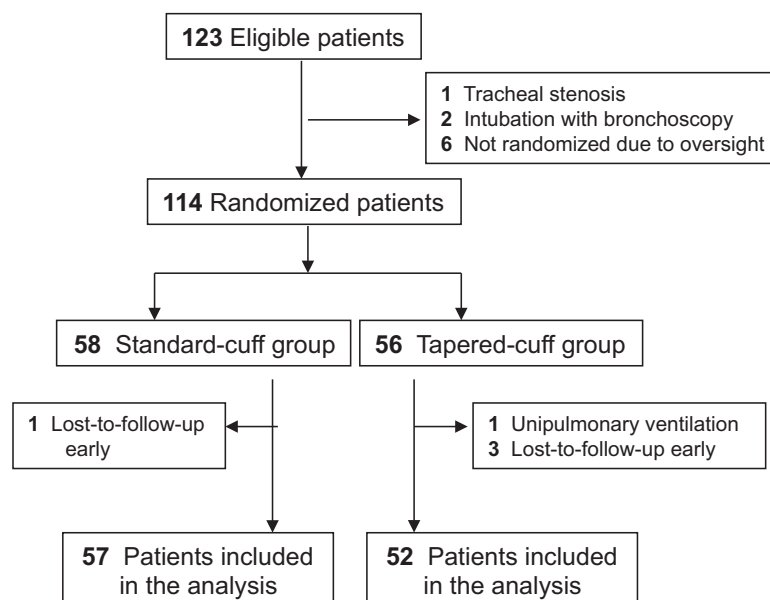 123 Eligible patients
1 Tracheal stenosis
2 Intubation with bronchoscopy
6 Not randomized due to oversight
114 Randomized patients
58 Standard-cuff group
56 Tapered-cuff group
1 Lost-to-follow-up
early
1 Unipulmonary ventilation
3 Lost-to-follow-up early
57 Patients included
in the analysis
52 Patients included
in the analysis